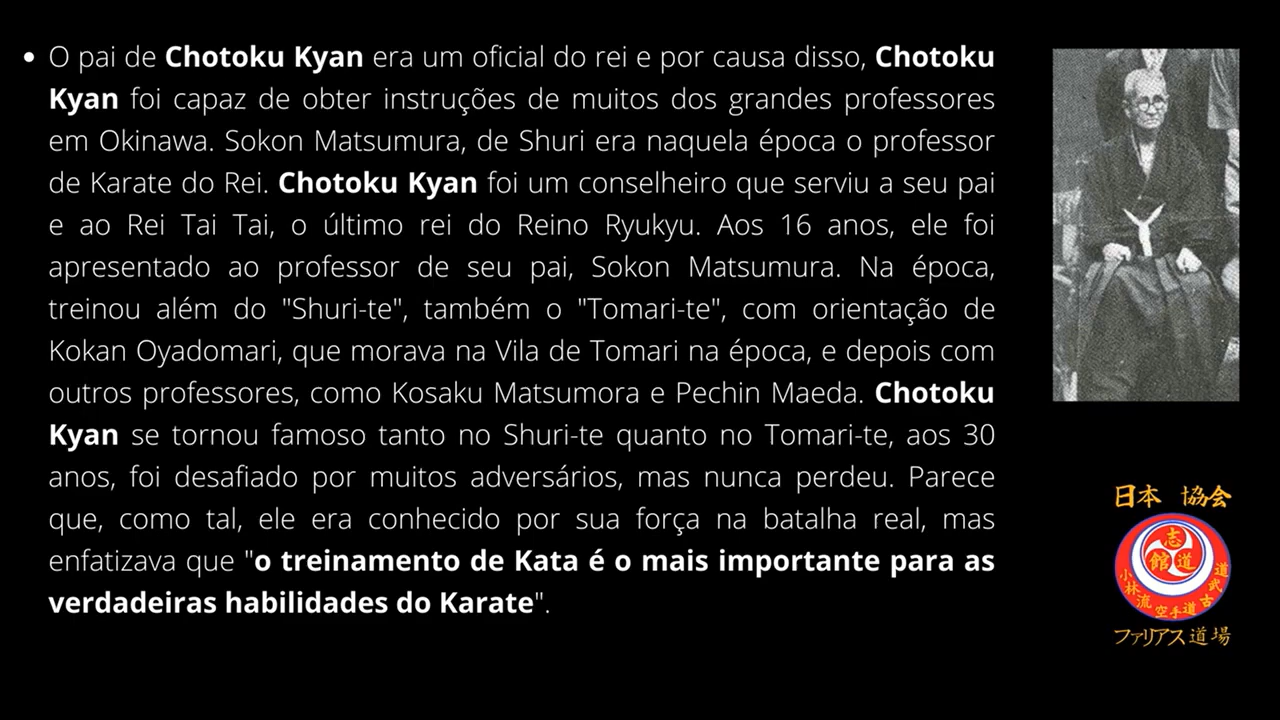 • O pai de Chotoku Kyan era um oficial do rei e por causa disso, Chotoku
Kyan foi capaz de obter instruções de muitos dos grandes professores
em Okinawa. Sokon Matsumura, de Shuri era naquela época o professor
de Karate do Rei. Chotoku Kyan foi um conselheiro que serviu a seu pai
e ao Rei Tai Tai, o último rei do Reino Ryukyu. Aos 16 anos, ele foi
apresentado ao professor de seu pai, Sokon Matsumura. Na época,
treinou além do "Shuri-te", também o "Tomari-te", com orientação de
Kokan Oyadomari, que morava na Vila de Tomari na época, e depois com
outros professores, como Kosaku Matsumora e Pechin Maeda. Chotoku
Kyan se tornou famoso tanto no Shuri-te quanto no Tomari-te, aos 30
anos, foi desafiado por muitos adversários, mas nunca perdeu. Parece
que, como tal, ele era conhecido por sua força na batalha real, mas
enfatizava que "o treinamento de Kata é o mais importante para as
verdadeiras habilidades do Karate".
日本 協会
志
館道
小林流空手道古武道
ファリアス道場